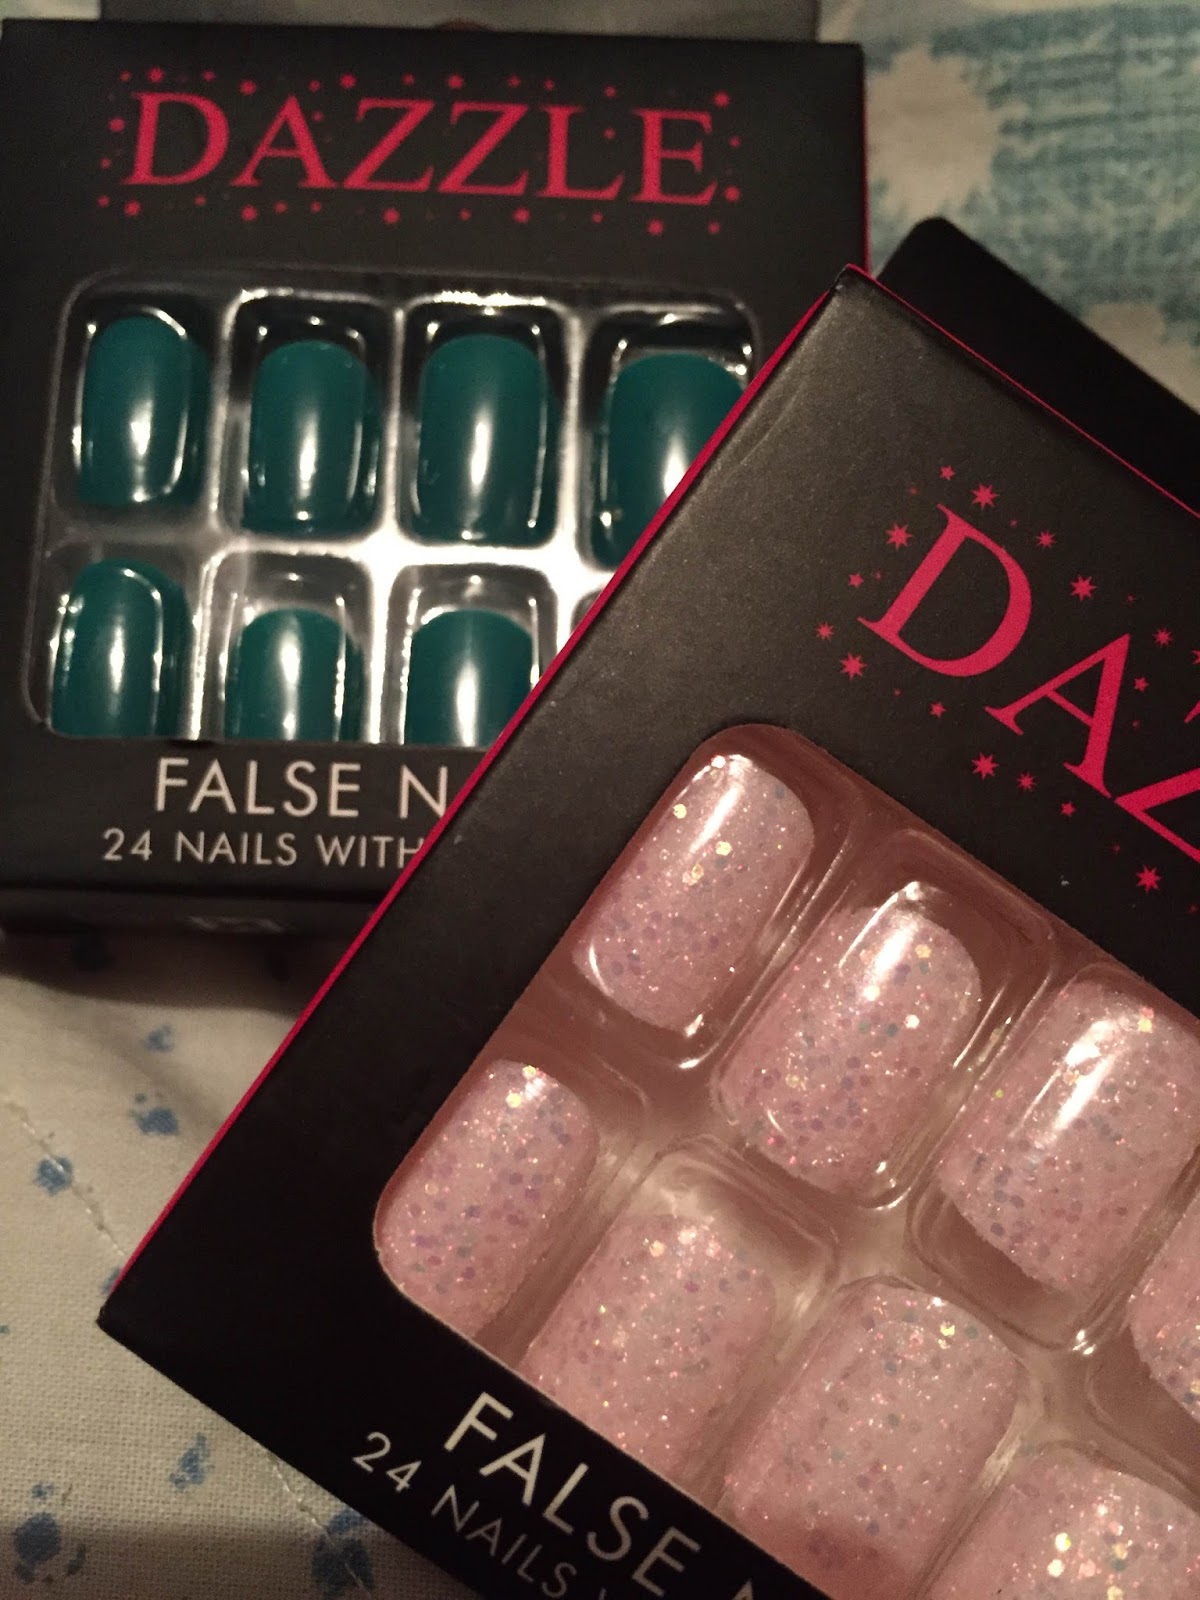 DAZZLE
FALSE N
24 NAILS WITH
DAZ
FALSE N
24 NAILS